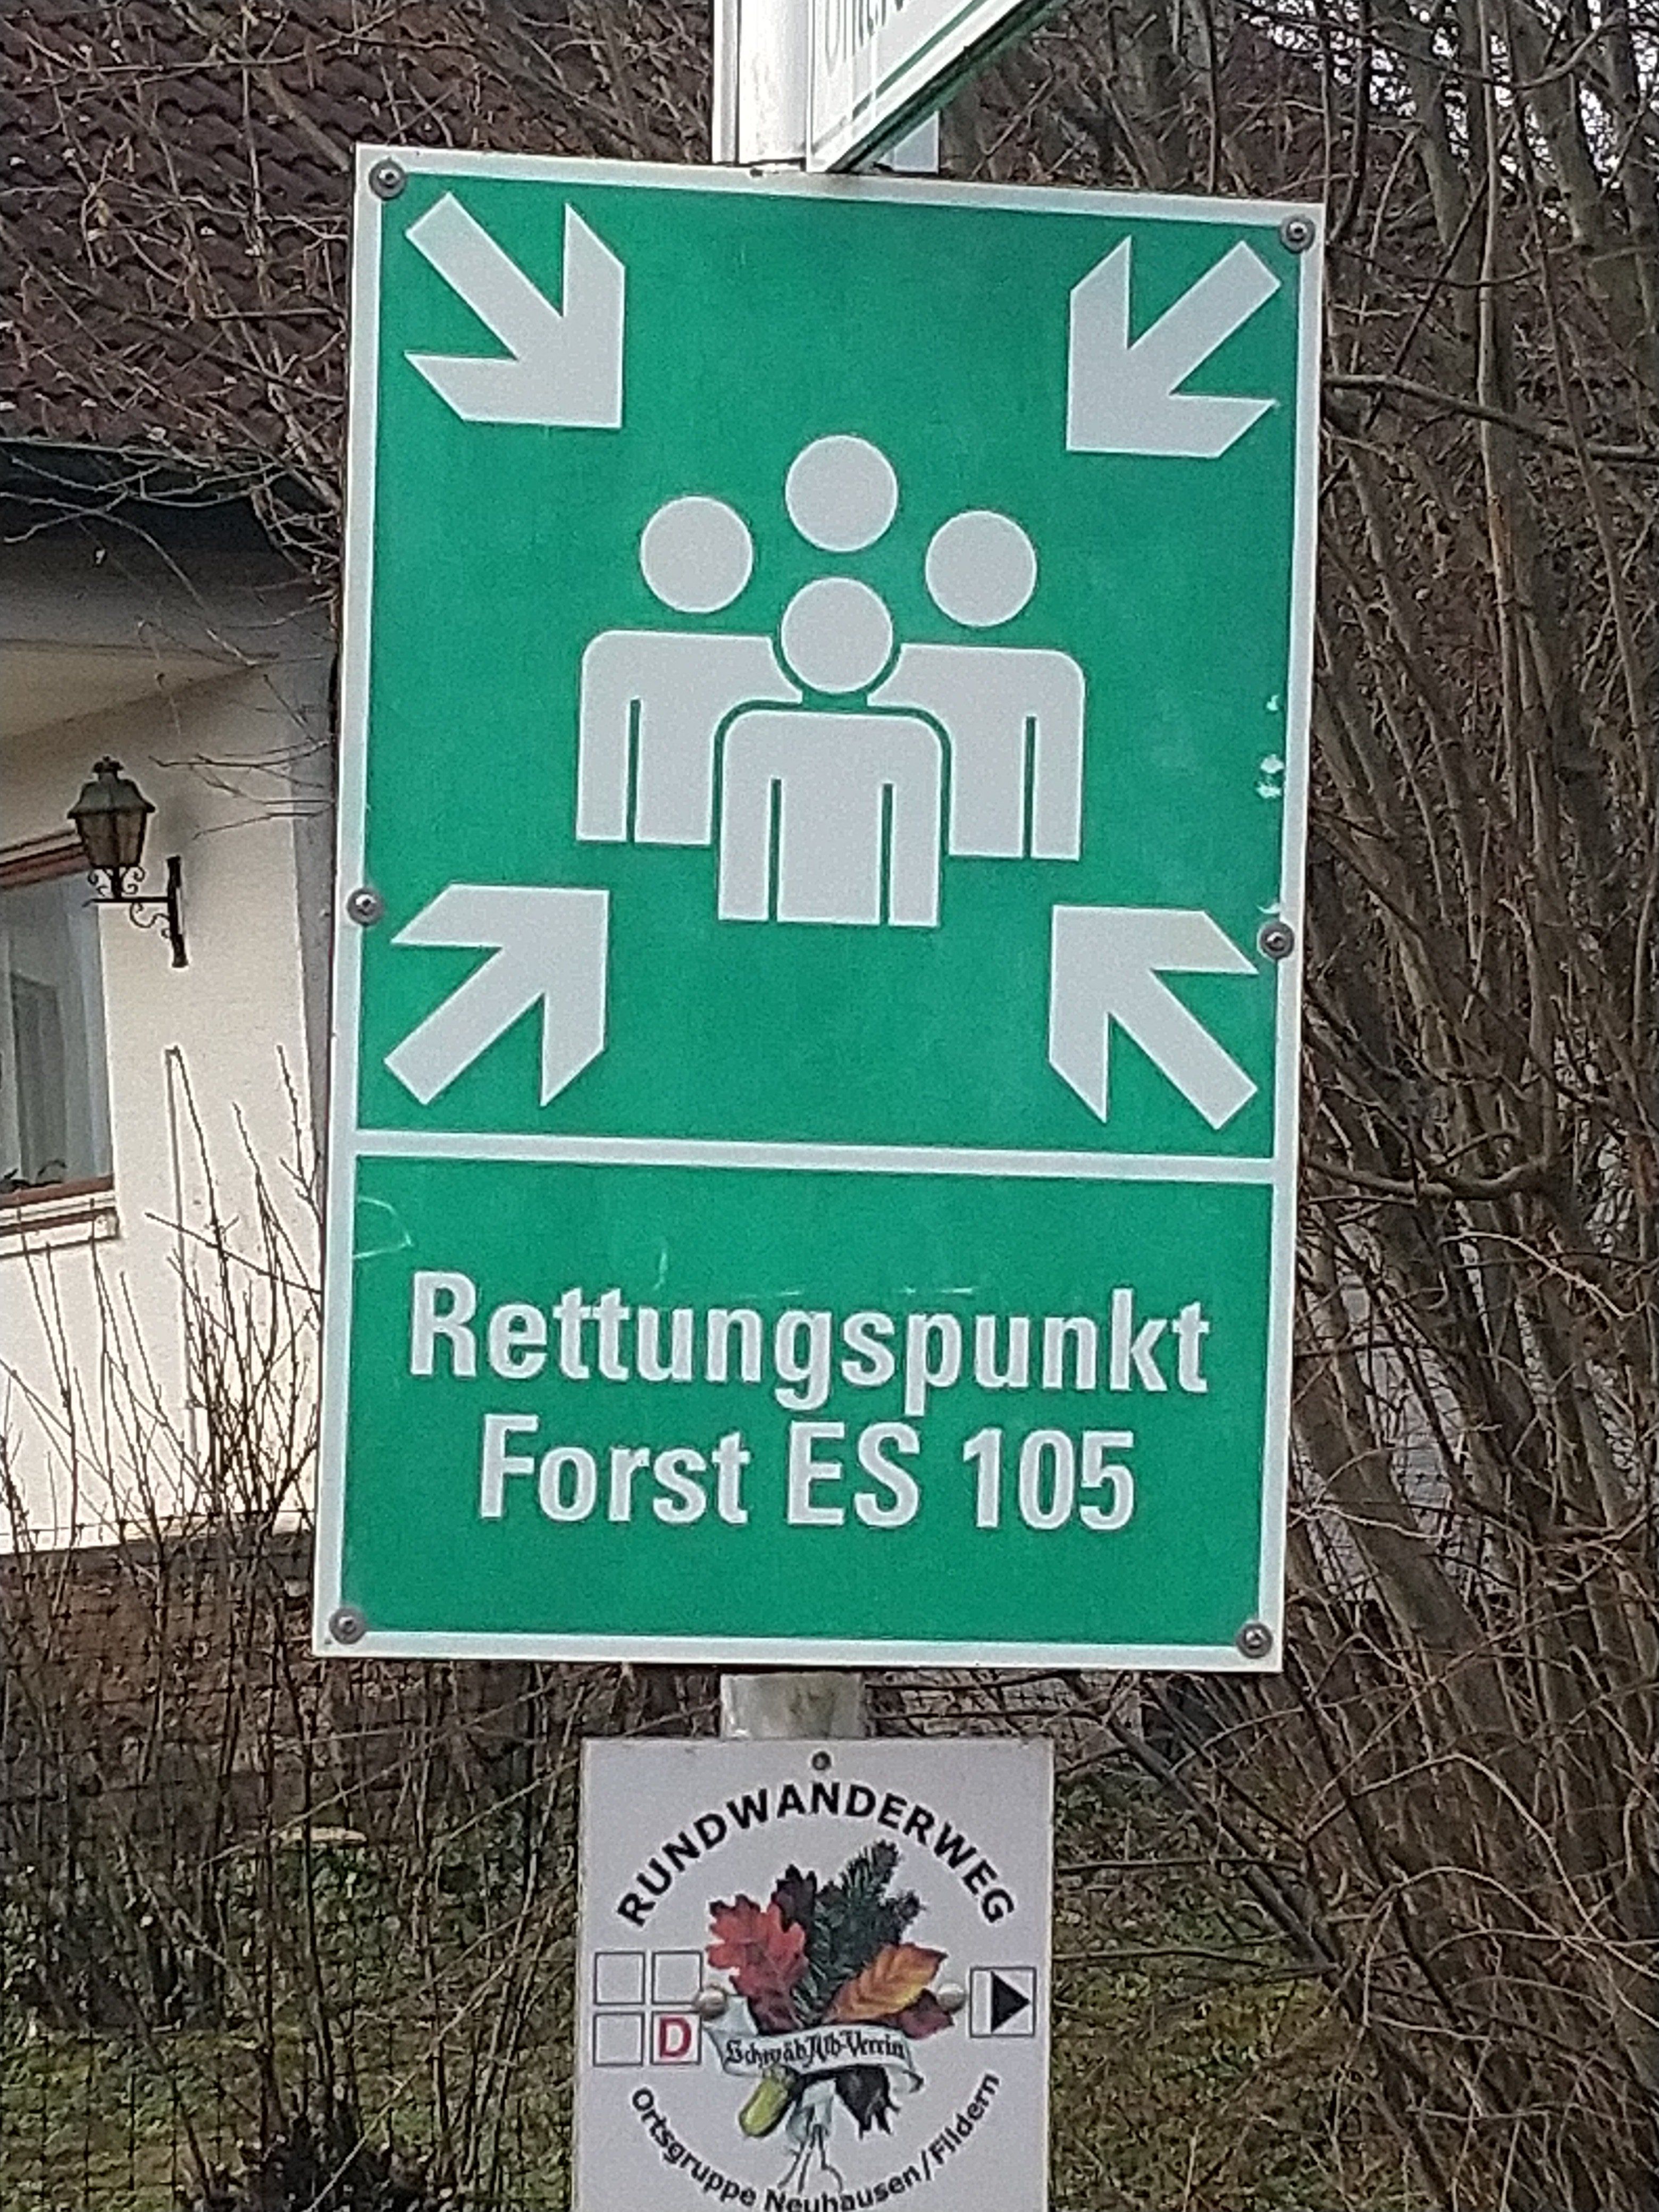 Rettungspunkt
Forst ES 105
RUNDWANDERWEG
D
Schwäb. Alb-Verein
Ortsgruppe Neuhausen/Fildern